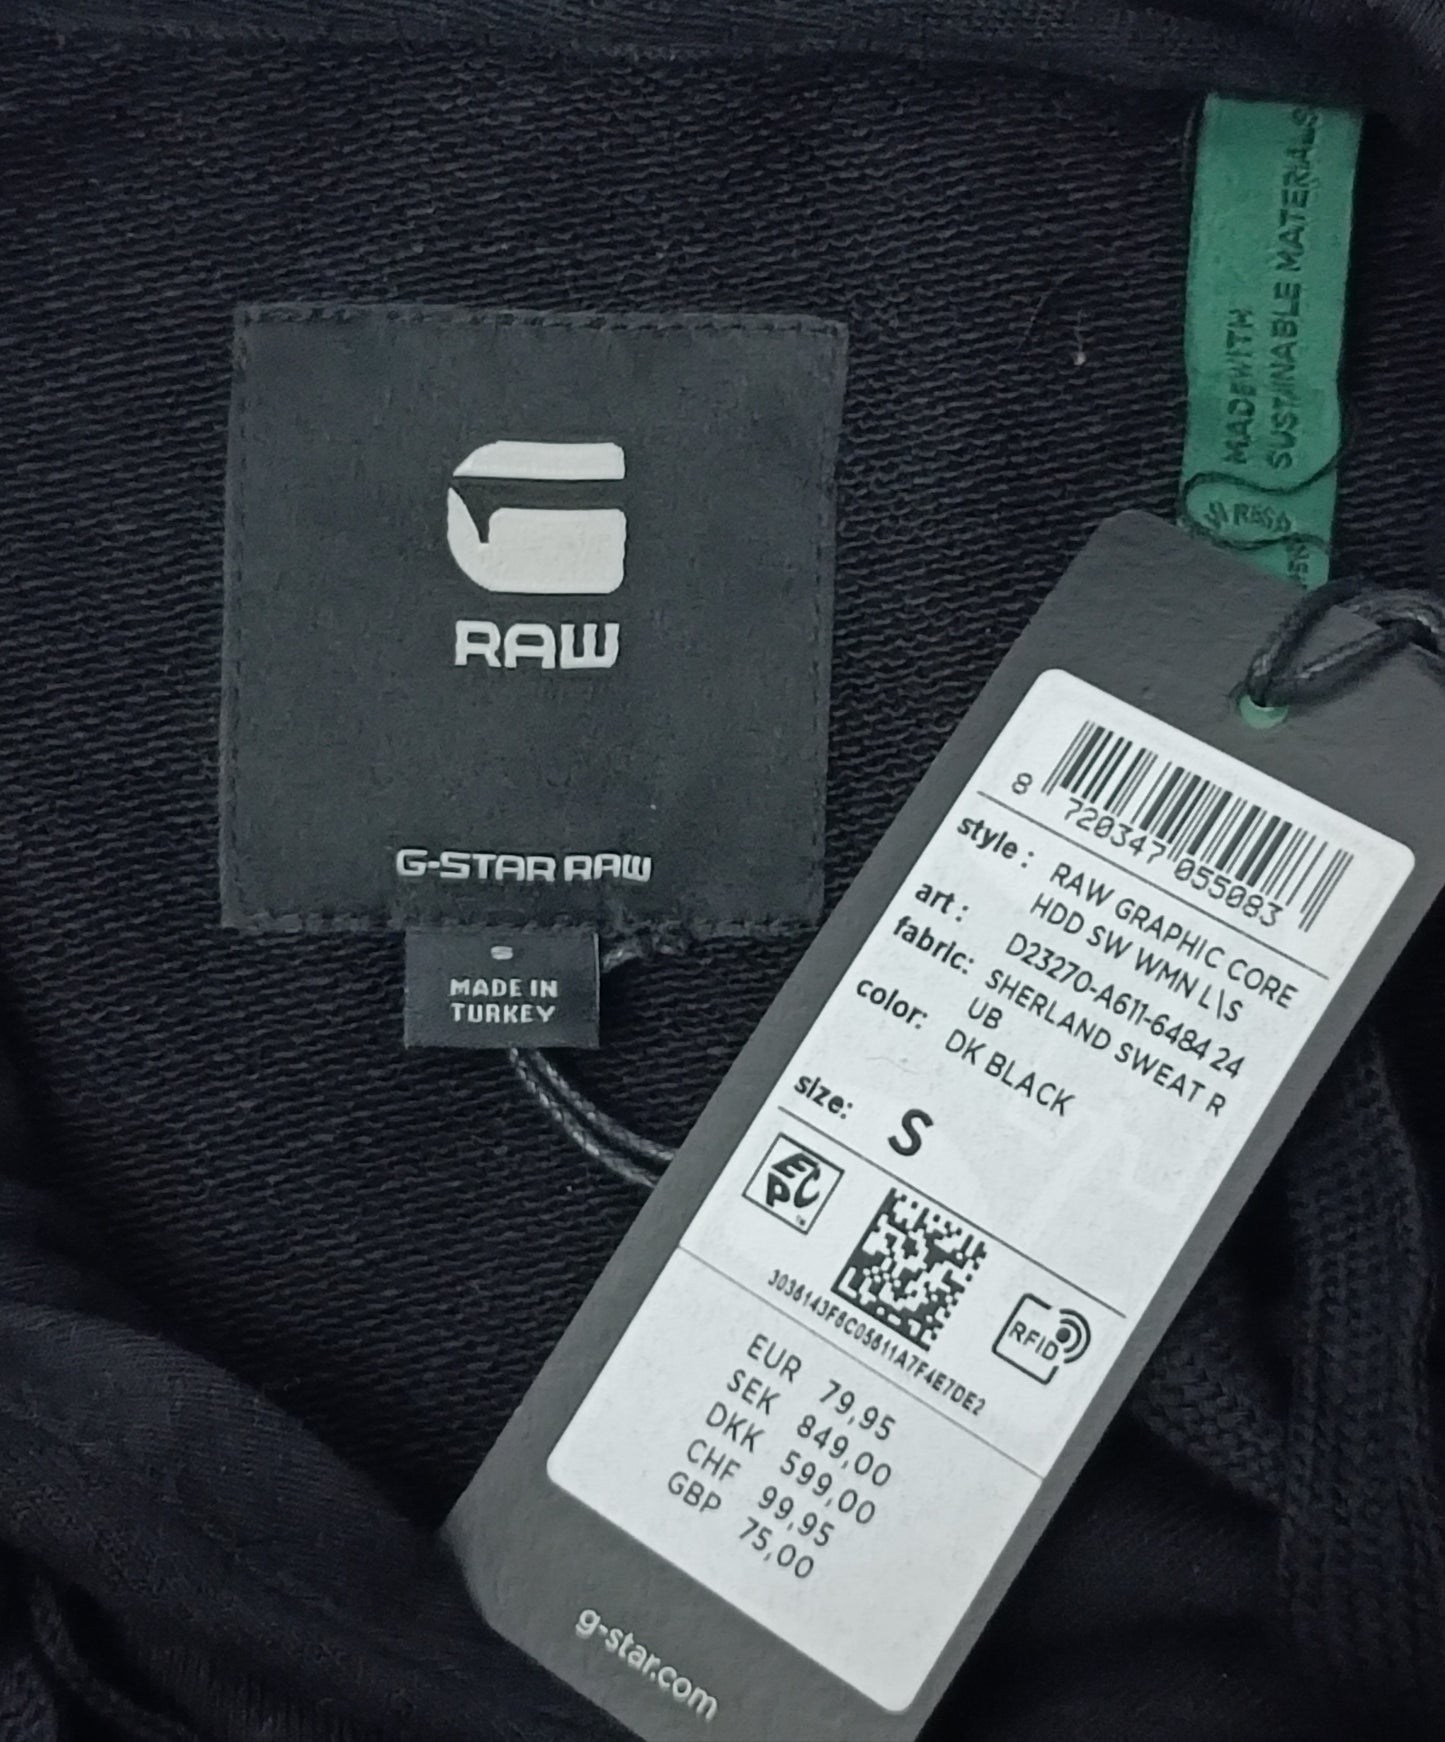 MADE WITH
SUSTAINABLE MATERIALS
RAW
G-STAR RAW
S
MADE IN
TURKEY
8 720347 055083
style: RAW GRAPHIC CORE
HDD SW WMN L\S
art: D23270-A611-6484 24
fabric: SHERLAND SWEAT R
UB
color: DK BLACK
size: S
EPC™
3036143F6C05611A7F4E7DE2
RFID
EUR 79,95
SEK 849,00
DKK 599,00
CHF 99,95
GBP 75,00
g-star.com